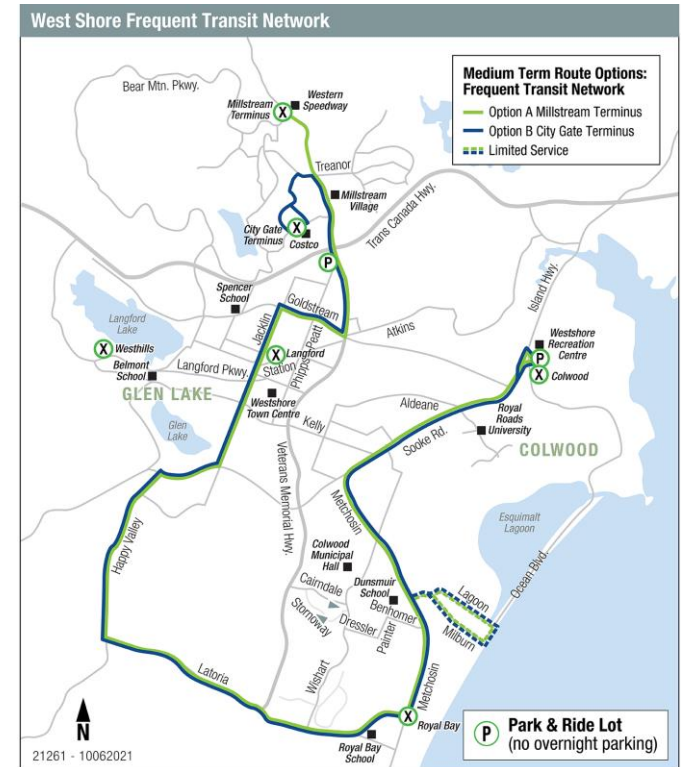 West Shore Frequent Transit Network
Medium Term Route Options:
Frequent Transit Network
Option A Millstream Terminus
Option B City Gate Terminus
Limited Service
Bear Mtn. Pkwy.
Western
Speedway
Millstream
Terminus
X
Treanor
Millstream
Village
Trans Canada Hwy.
City Gate
Terminus
X
Costco
P
Island Hwy.
Spencer
School
Goldstream
Langford
Lake
Jacklin
Peatt
Atkins
Westshore
Recreation
Centre
P
X
Colwood
X
Westhills
X
Langford
Belmont
School
Langford Pkwy.
Station
Phipps
GLEN LAKE
Westshore
Town Centre
Aldeane
Royal
Roads
University
Glen
Lake
Kelly
Sooke Rd.
COLWOOD
Veterans Memorial Hwy.
Metchosin
Esquimalt
Lagoon
Happy Valley
Ocean Blvd.
Colwood
Municipal
Hall
Cairndale
Dunsmuir
School
Lagoon
Benhomer
Stornoway
Dressler
Painter
Milburn
Latoria
Wishart
Metchosin
X
Royal Bay
Royal Bay
School
N
P
Park & Ride Lot
(no overnight parking)
21261 - 10062021